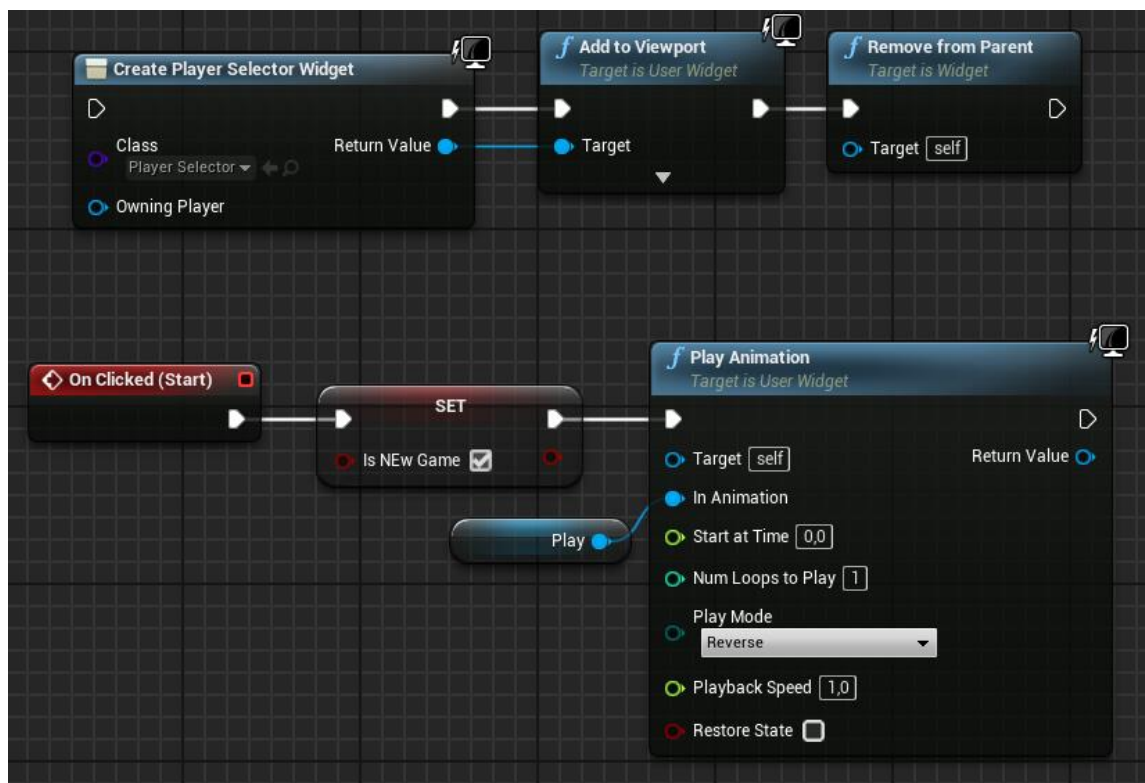 Create Player Selector Widget
Class
Player Selector
Return Value
Owning Player
f Add to Viewport
Target is User Widget
Target
f Remove from Parent
Target is Widget
Target self
On Clicked (Start)
SET
Is NEw Game
Play
f Play Animation
Target is User Widget
Target self
Return Value
In Animation
Start at Time 0,0
Num Loops to Play 1
Play Mode
Reverse
Playback Speed 1,0
Restore State